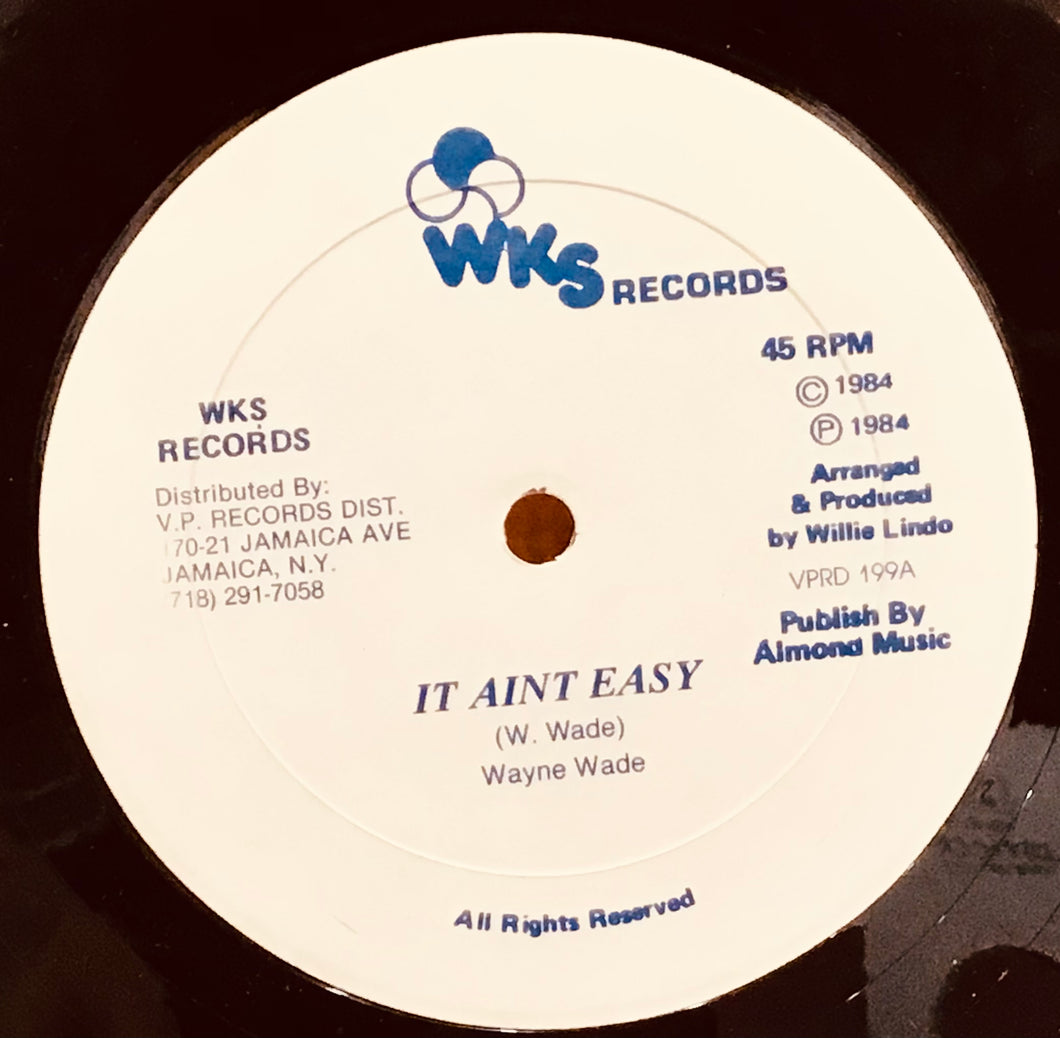 WKS RECORDS
45 RPM
© 1984
℗ 1984
Arranged
& Produced
by Willie Lindo
VPRD 199A
Publish By
Almond Music
WKS
RECORDS
Distributed By:
V.P. RECORDS DIST.
170-21 JAMAICA AVE
JAMAICA, N.Y.
718) 291-7058
IT AINT EASY
(W. Wade)
Wayne Wade
All Rights Reserved